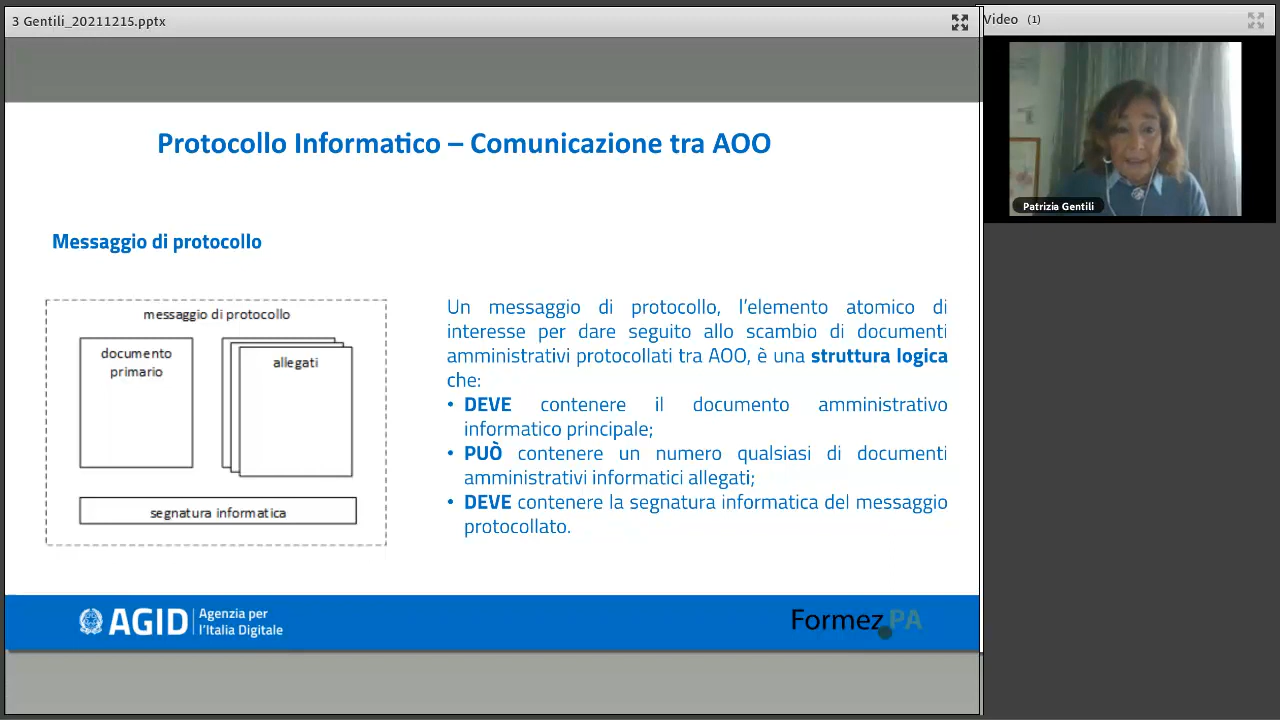 3 Gentili_20211215.pptx
Video (1)
Patrizia Gentili
Protocollo Informatico – Comunicazione tra AOO
Messaggio di protocollo
messaggio di protocollo
documento
primario
allegati
segnatura informatica
Un messaggio di protocollo, l'elemento atomico di
interesse per dare seguito allo scambio di documenti
amministrativi protocollati tra AOO, è una struttura logica
che:
• DEVE contenere il documento amministrativo
informatico principale;
• PUÒ contenere un numero qualsiasi di documenti
amministrativi informatici allegati;
• DEVE contenere la segnatura informatica del messaggio
protocollato.
AGID
Agenzia per
l'Italia Digitale
Formez PA